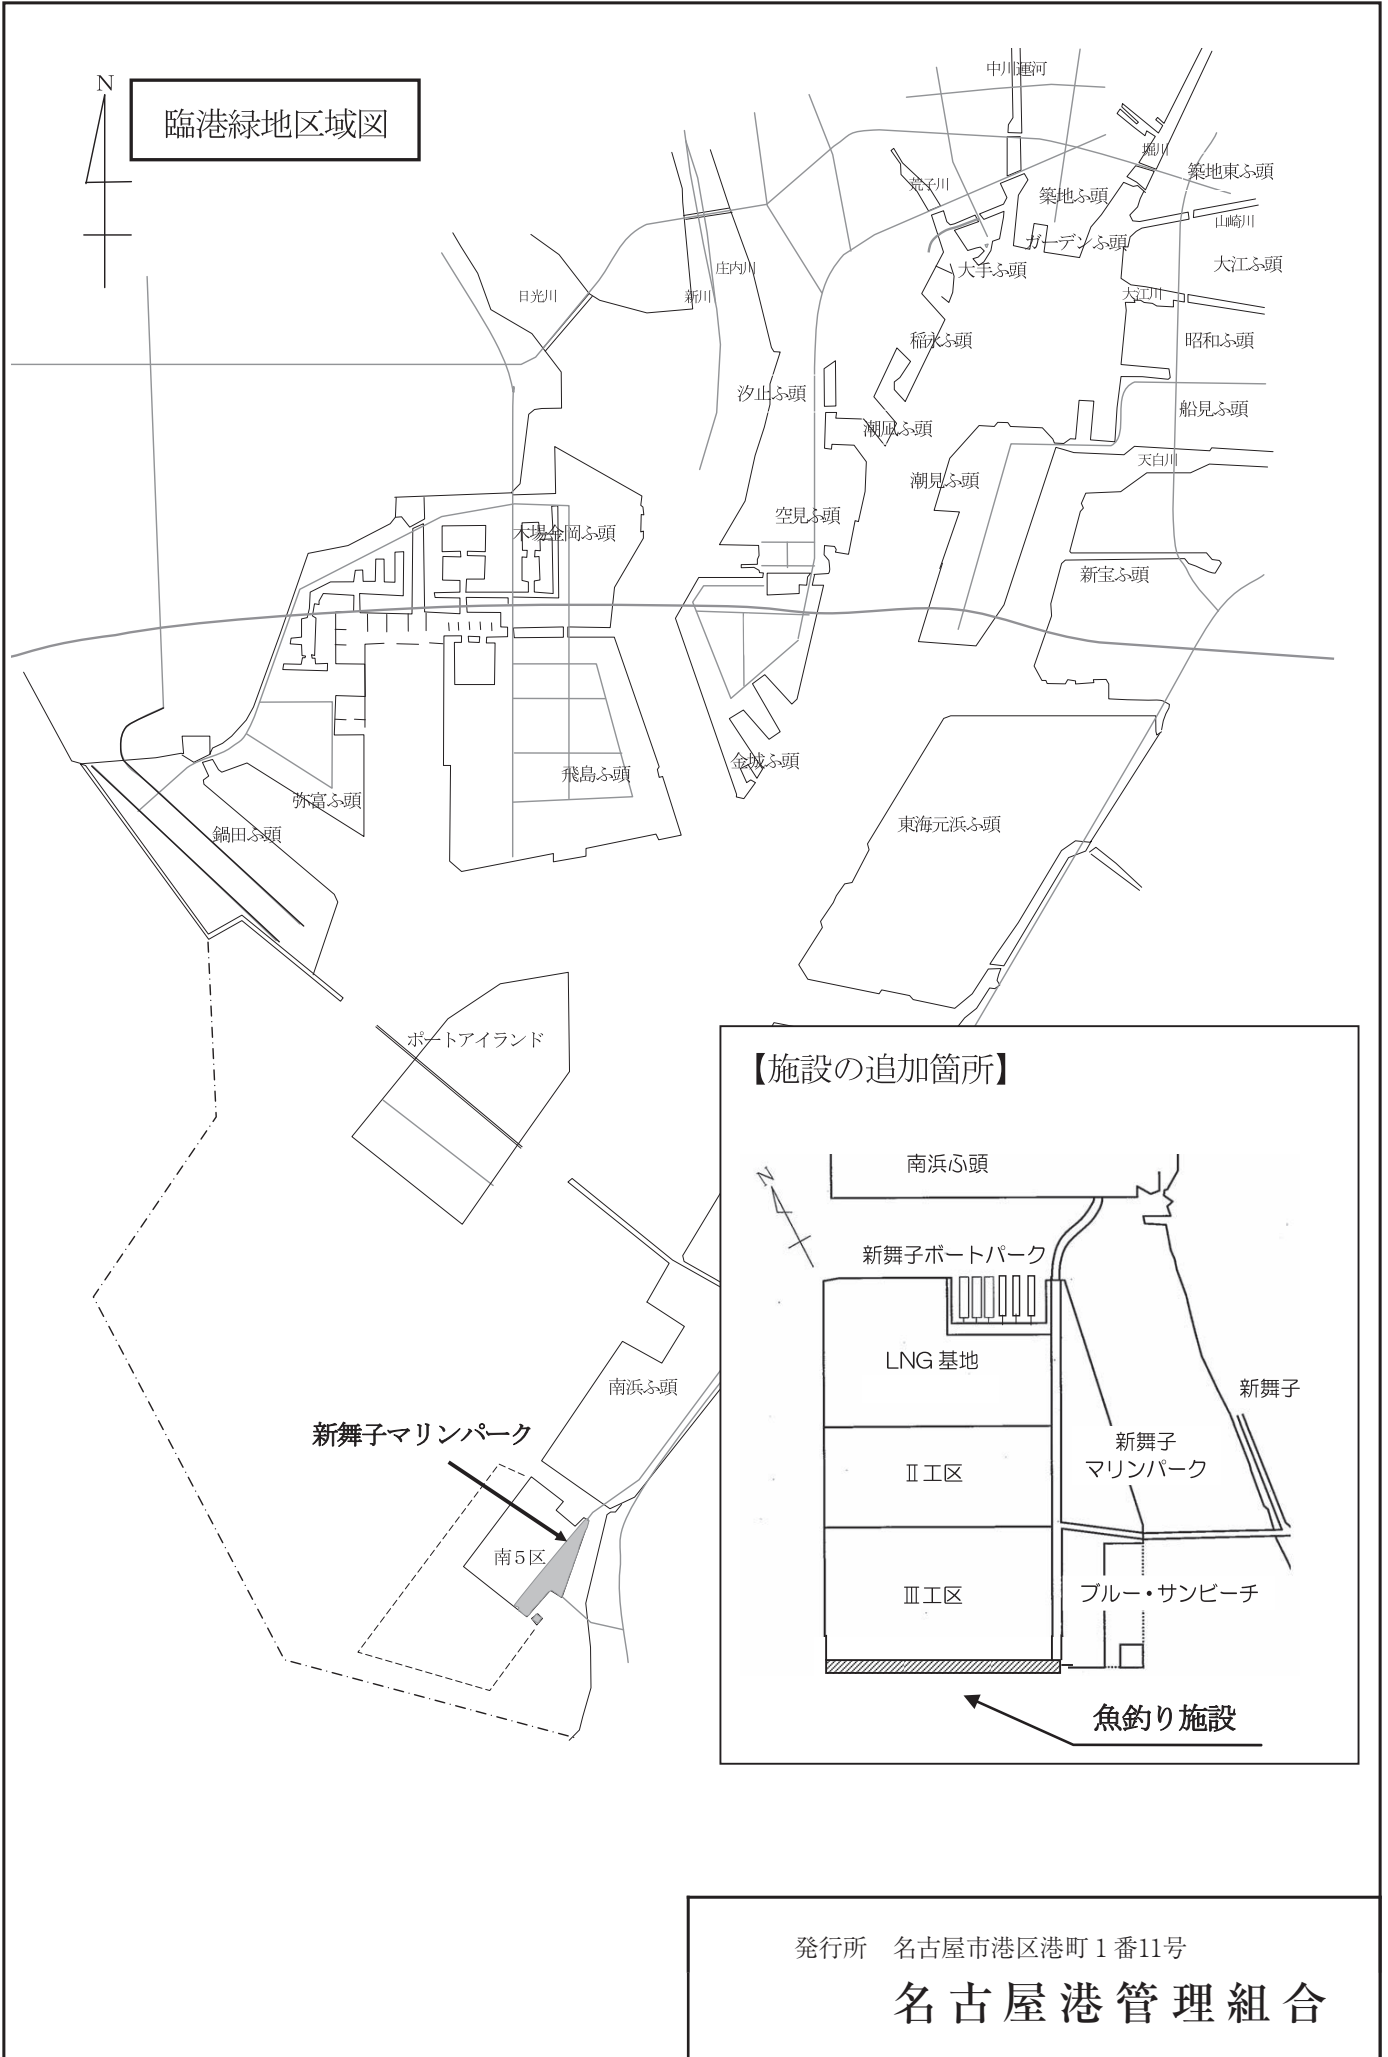 N
臨港緑地区域図
中川運河
堀川
築地東ふ頭
荒子川
築地ふ頭
山崎川
ガーデンふ頭
大江ふ頭
大手ふ頭
庄内川
新川
日光川
大江川
稲永ふ頭
昭和ふ頭
汐止ふ頭
船見ふ頭
潮凪ふ頭
天白川
潮見ふ頭
空見ふ頭
木場金岡ふ頭
新宝ふ頭
金城ふ頭
飛島ふ頭
弥富ふ頭
東海元浜ふ頭
鍋田ふ頭
ポートアイランド
南浜ふ頭
新舞子マリンパーク
南5区
【施設の追加箇所】
N
南浜ふ頭
新舞子ボートパーク
LNG基地
新舞子
新舞子
マリンパーク
Ⅱ工区
Ⅲ工区
ブルー・サンビーチ
魚釣り施設
発行所　名古屋市港区港町1番11号
名古屋港管理組合